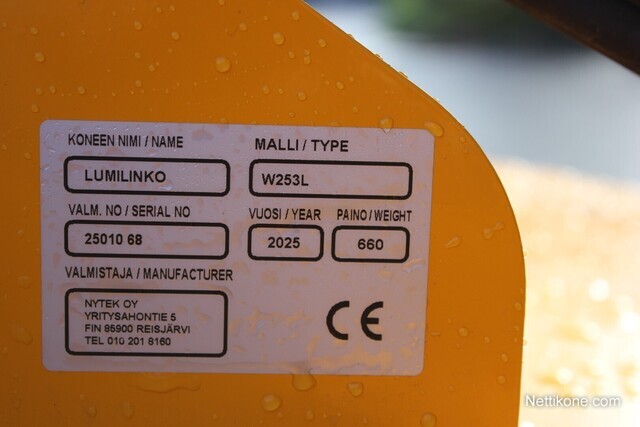 KONEEN NIMI / NAME
LUMILINKO
MALLI / TYPE
W253L
VALM. NO / SERIAL NO
25010 68
VUOSI / YEAR
2025
PAINO / WEIGHT
660
VALMISTAJA / MANUFACTURER
NYTEK OY
YRITYSAHONTIE 5
FIN 85900 REISJÄRVI
TEL 010 201 8160
CE
Nettikone.com